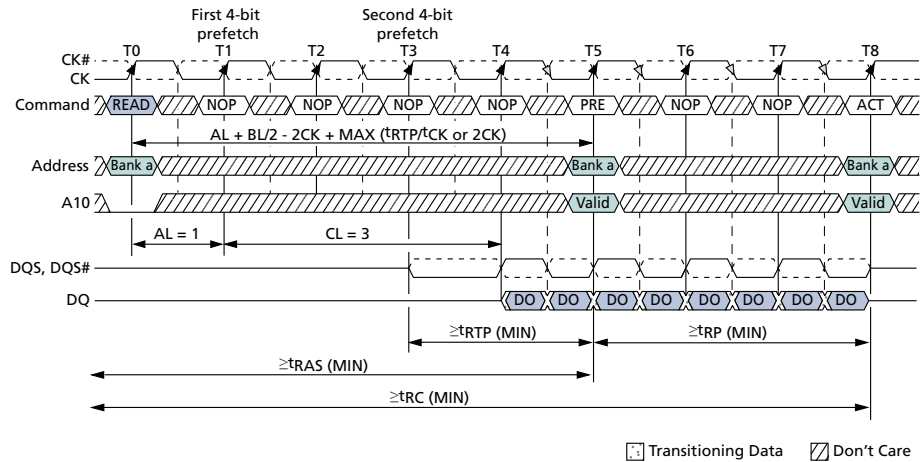 First 4-bit Second 4-bit
prefetch prefetch
T0 T1 T2 T3 T4 T5 T6 T7 T8
CK#
CK
Command READ NOP NOP NOP NOP PRE NOP NOP ACT
AL + BL/2 - 2CK + MAX (tRTP/tCK or 2CK)
Address Bank a Bank a Bank a
A10 Valid Valid
AL = 1 CL = 3
DQS, DQS#
DQ DO DO DO DO DO DO DO DO
≥tRTP (MIN) ≥tRP (MIN)
≥tRAS (MIN)
≥tRC (MIN)
Transitioning Data Don't Care